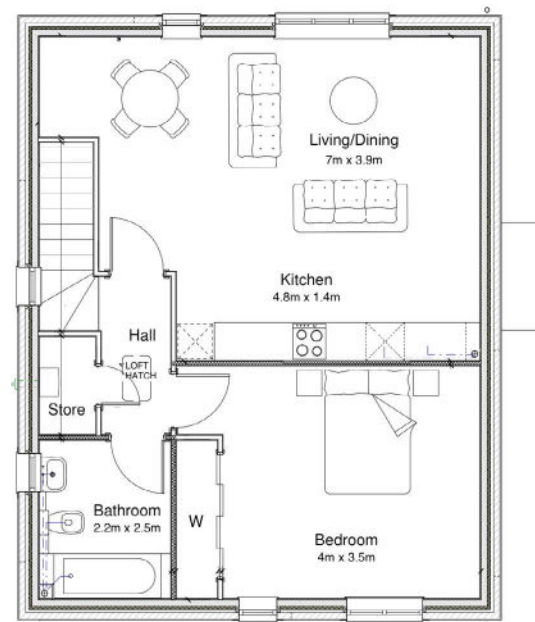 Living/Dining
7m x 3.9m
Kitchen
4.8m x 1.4m
Hall
LOFT
HATCH
Store
Bathroom
2.2m x 2.5m
W
Bedroom
4m x 3.5m